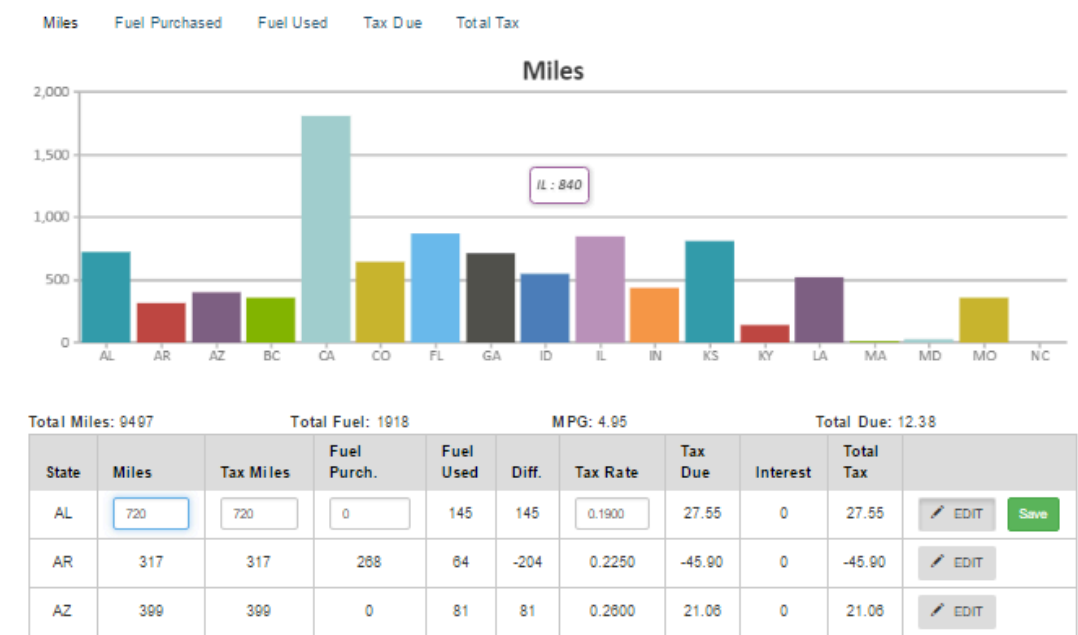 Miles Fuel Purchased Fuel Used Tax Due Total Tax
Miles
2,000
1,500
IL : 840
1,000
500
0
AL AR AZ BC CA CO FL GA ID IL IN KS KY LA MA MD MO NC
Total Miles: 9497 Total Fuel: 1918 MPG: 4.95 Total Due: 12.38
State Miles Tax Miles Fuel Purch. Fuel Used Diff. Tax Rate Tax Due Interest Total Tax
AL 720 720 0 145 145 0.1900 27.55 0 27.55 EDIT Save
AR 317 317 268 64 -204 0.2250 -45.90 0 -45.90 EDIT
AZ 399 399 0 81 81 0.2600 21.06 0 21.06 EDIT